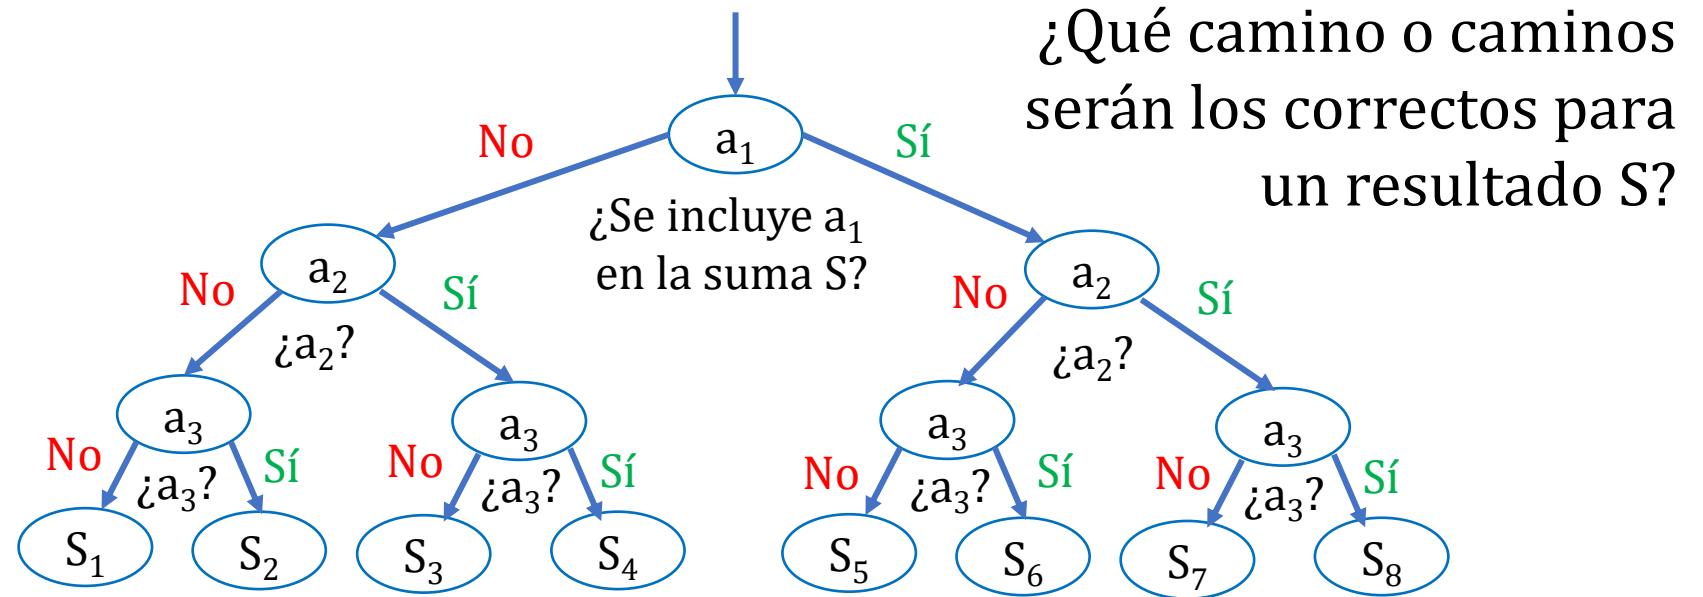 ¿Qué camino o caminos
serán los correctos para
un resultado S?
a₁
No
Sí
¿Se incluye a₁
en la suma S?
a₂
a₂
No
Sí
No
Sí
¿a₂?
¿a₂?
a₃
a₃
a₃
a₃
No
Sí
No
Sí
No
Sí
No
Sí
¿a₃?
¿a₃?
¿a₃?
¿a₃?
S₁
S₂
S₃
S₄
S₅
S₆
S₇
S₈